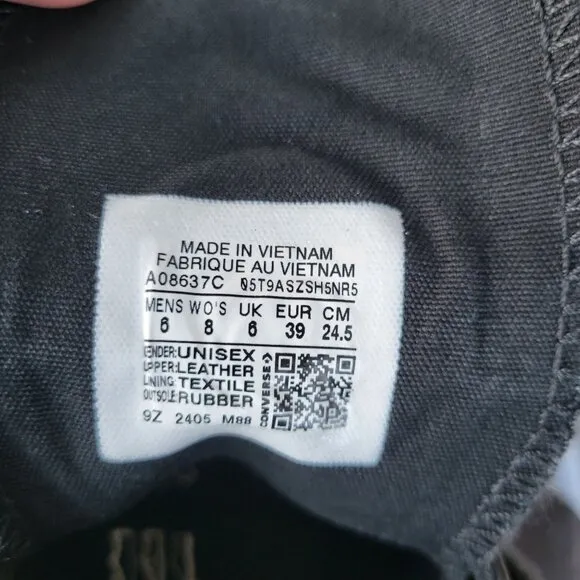 MADE IN VIETNAM
FABRIQUE AU VIETNAM
A08637C 05T9ASZSH5NR5
MENS WO'S UK EUR CM
6 8 6 39 24.5
GENDER: UNISEX
UPPER: LEATHER
LINING: TEXTILE
OUTSOLE: RUBBER
9Z 2405 M88
CONVERSE